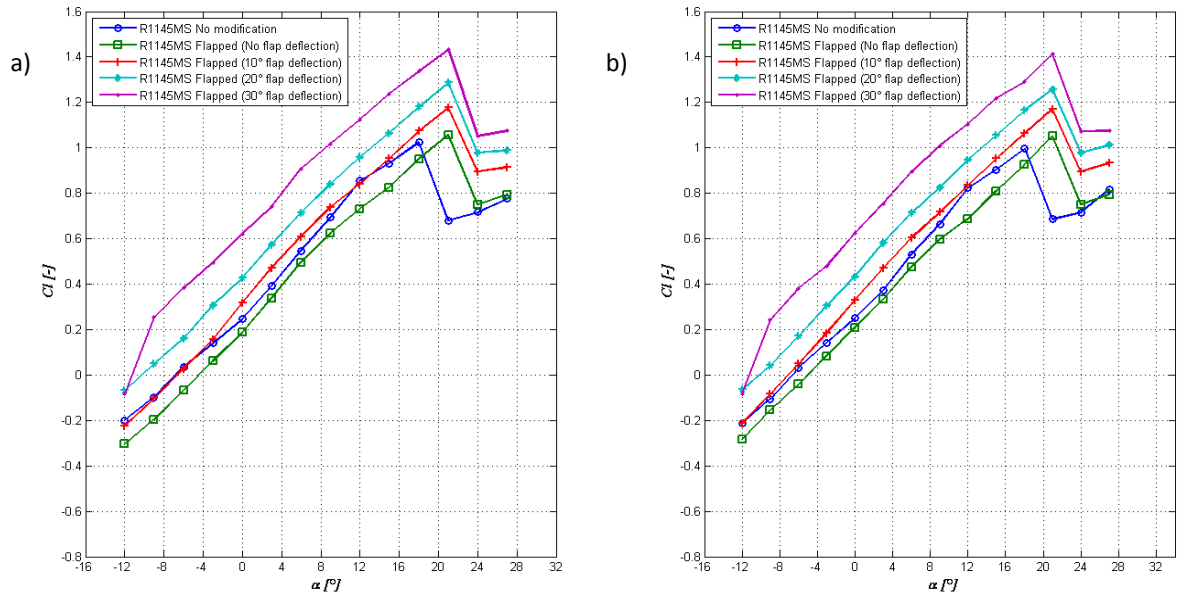 a)
R1145MS No modification
R1145MS Flapped (No flap deflection)
R1145MS Flapped (10° flap deflection)
R1145MS Flapped (20° flap deflection)
R1145MS Flapped (30° flap deflection)
1.6
1.4
1.2
1
0.8
0.6
0.4
0.2
0
-0.2
-0.4
-0.6
-0.8
Cl [-]
-16 -12 -8 -4 0 4 8 12 16 20 24 28 32
α [°]
b)
R1145MS No modification
R1145MS Flapped (No flap deflection)
R1145MS Flapped (10° flap deflection)
R1145MS Flapped (20° flap deflection)
R1145MS Flapped (30° flap deflection)
1.6
1.4
1.2
1
0.8
0.6
0.4
0.2
0
-0.2
-0.4
-0.6
-0.8
Cl [-]
-16 -12 -8 -4 0 4 8 12 16 20 24 28 32
α [°]